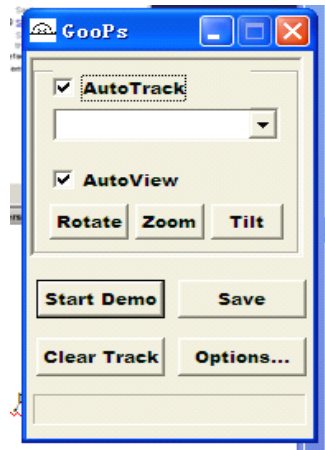 GooPs
AutoTrack
AutoView
Rotate Zoom Tilt
Start Demo Save
Clear Track Options...